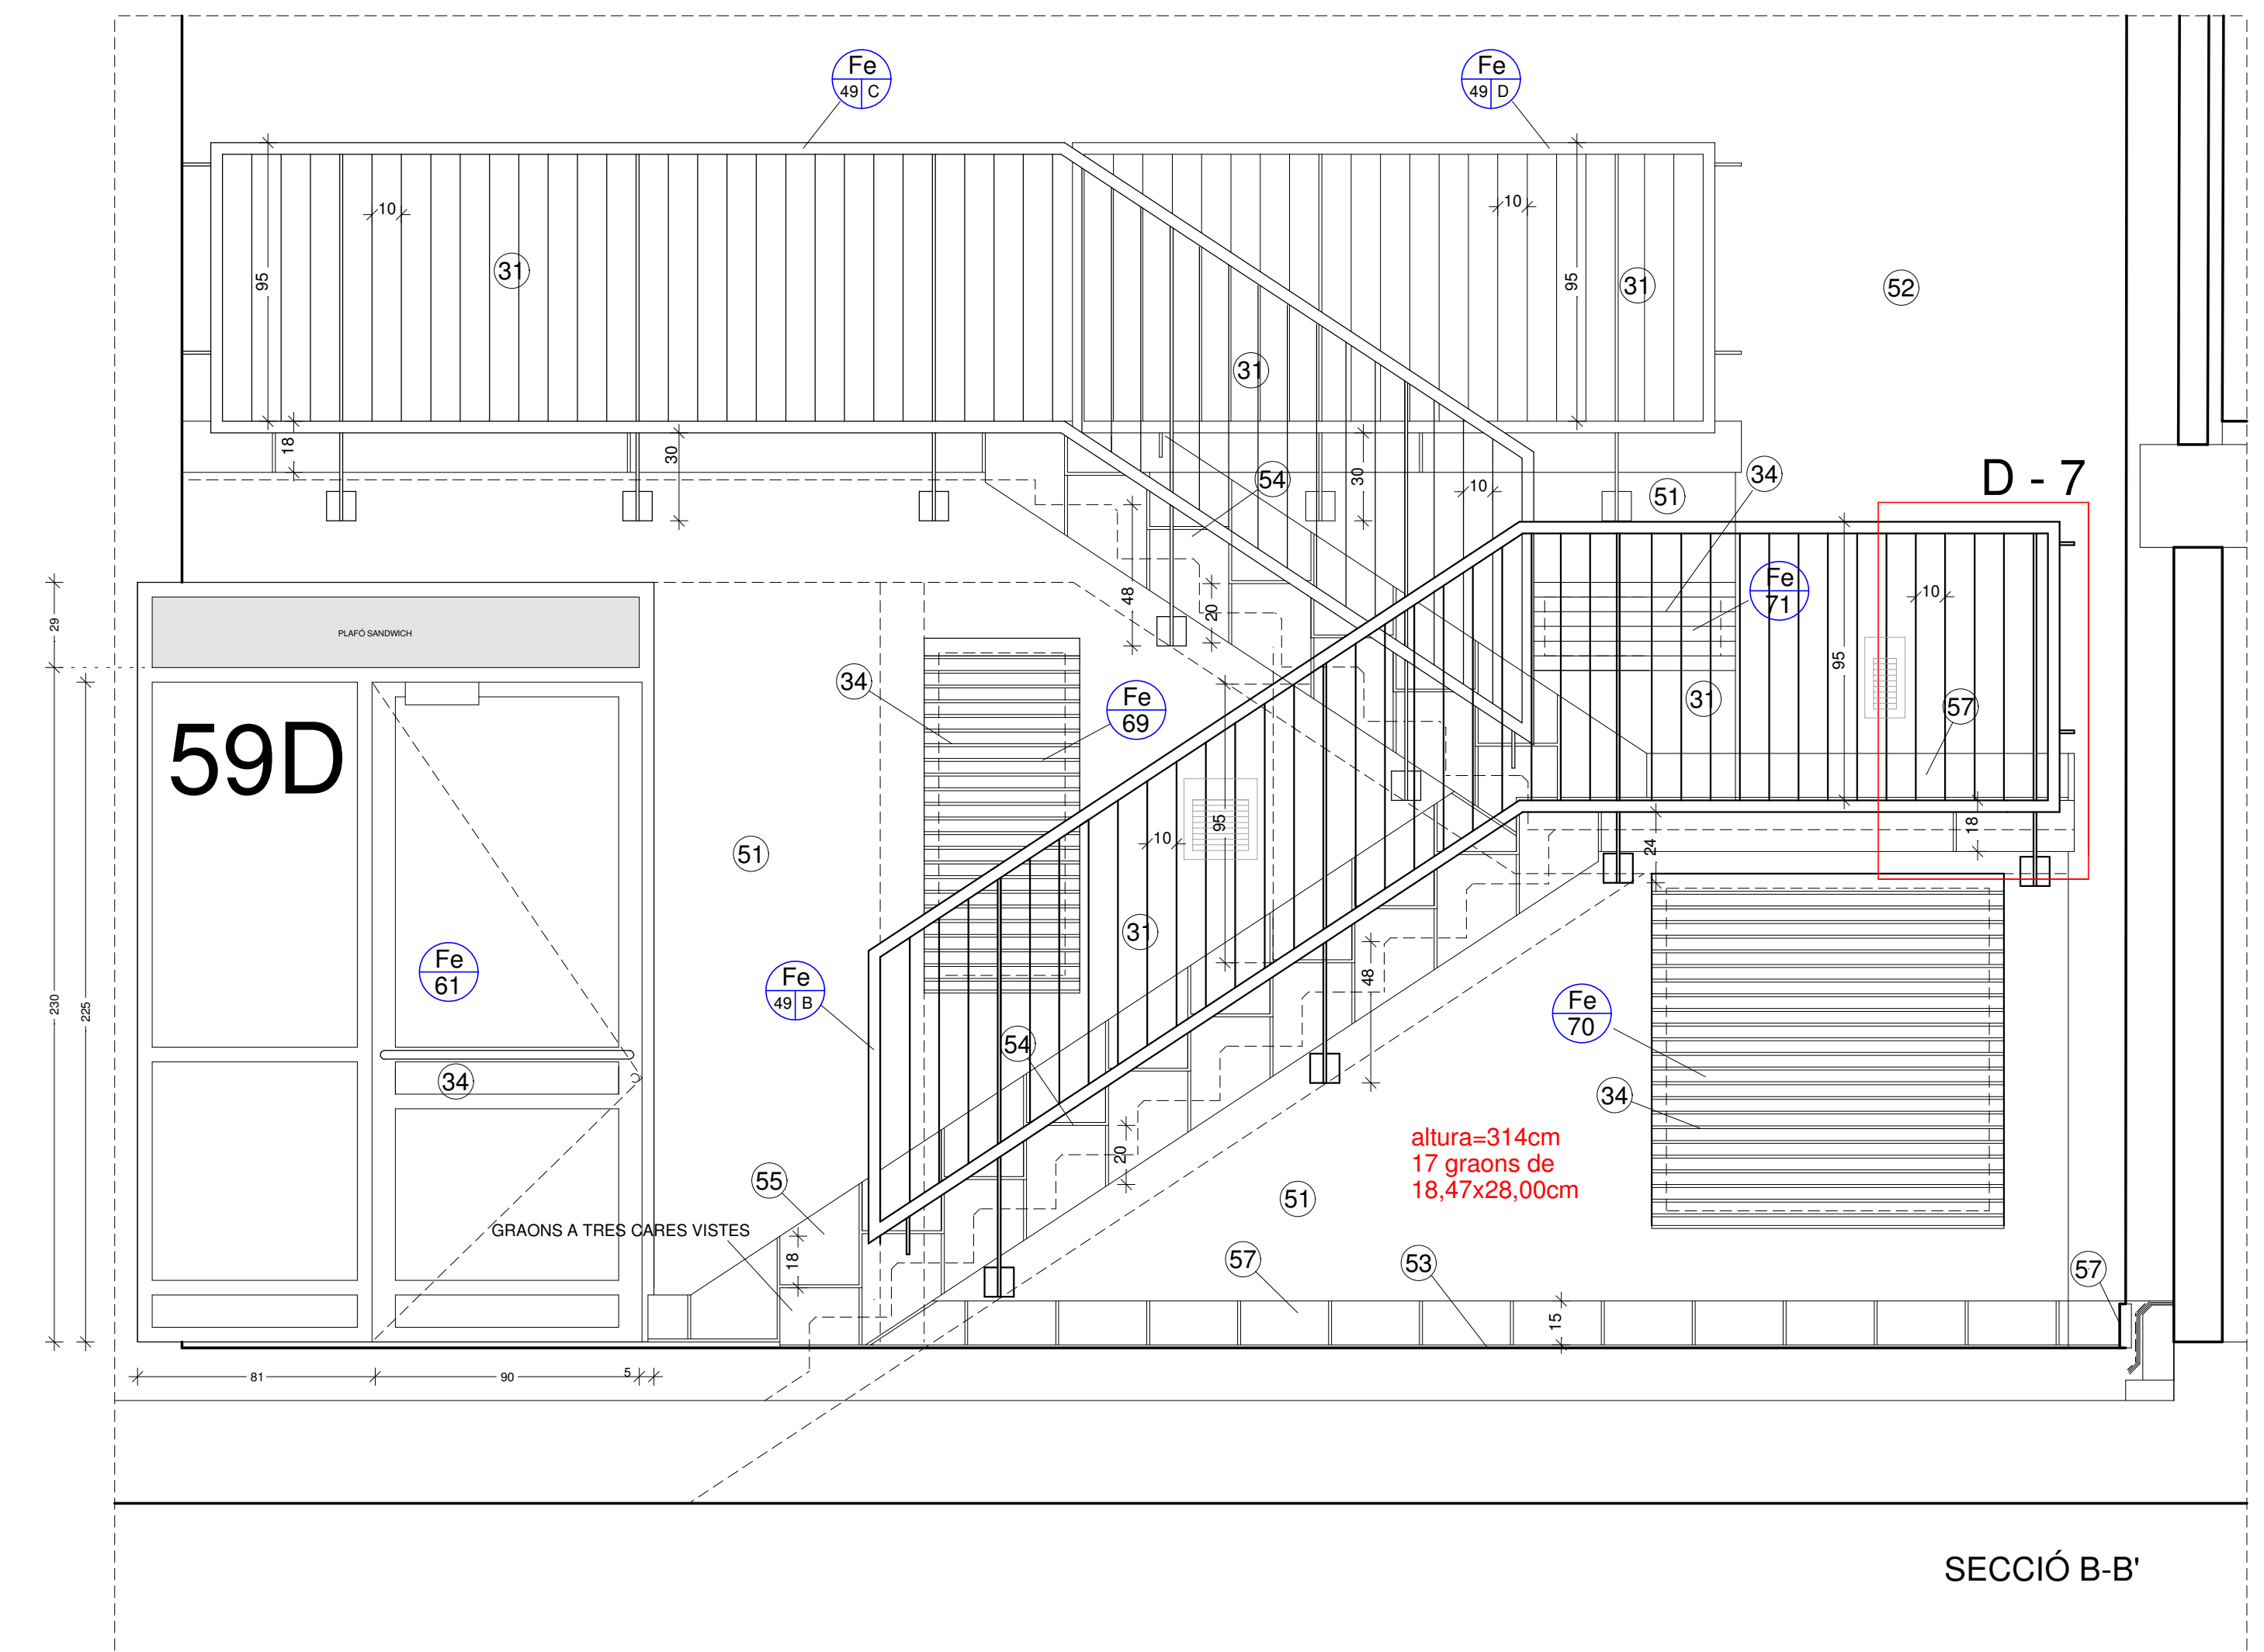 Fe
49 C
Fe
49 D
10
10
95
31
95
31
52
31
18
30
54
30
10
51
34
D - 7
48
20
29
PLAFÓ SANDWICH
Fe
71
10
95
31
57
34
Fe
69
59D
230
225
51
10
95
18
24
31
Fe
61
Fe
49 B
48
Fe
70
54
34
34
20
altura=314cm
17 graons de
18,47x28,00cm
55
51
GRAONS A TRES CARES VISTES
18
57
53
57
15
81
90
5
SECCIÓ B-B'